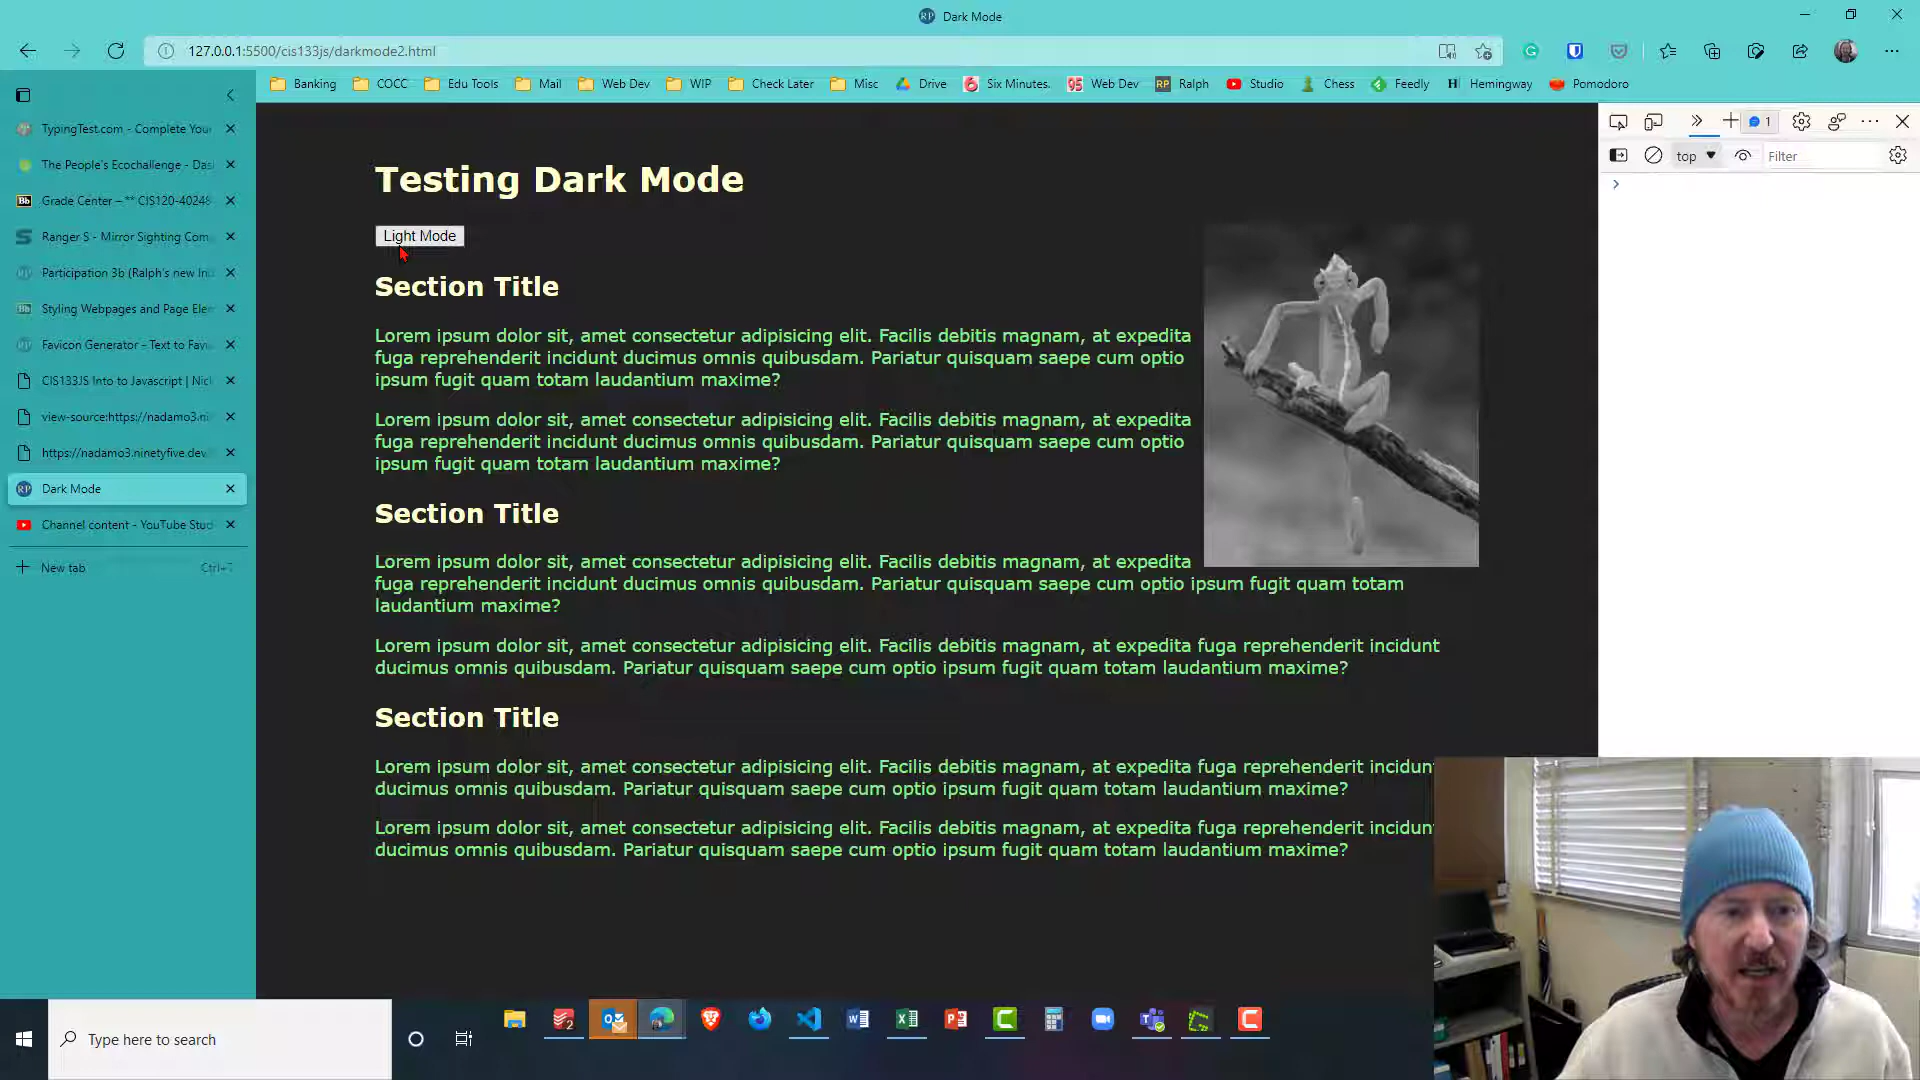 Dark Mode
127.0.0.1:5500/cis133js/darkmode2.html
Banking COCC Edu Tools Mail Web Dev WIP Check Later Misc Drive Six Minutes. Web Dev Ralph Studio Chess Feedly Hemingway Pomodoro
TypingTest.com - Complete Your
The People's Ecochallenge - Das
Grade Center – ** CIS120-40248
Ranger S - Mirror Sighting Com
Participation 3b (Ralph's new In
Styling Webpages and Page Ele
Favicon Generator - Text to Favi
CIS133JS Into to Javascript | Nick
view-source:https://nadamo3.ni
https://nadamo3.ninetyfive.dev
Dark Mode
Channel content - YouTube Stud
New tab Ctrl+T
Testing Dark Mode
Light Mode
Section Title
Lorem ipsum dolor sit, amet consectetur adipisicing elit. Facilis debitis magnam, at expedita
fuga reprehenderit incidunt ducimus omnis quibusdam. Pariatur quisquam saepe cum optio
ipsum fugit quam totam laudantium maxime?
Lorem ipsum dolor sit, amet consectetur adipisicing elit. Facilis debitis magnam, at expedita
fuga reprehenderit incidunt ducimus omnis quibusdam. Pariatur quisquam saepe cum optio
ipsum fugit quam totam laudantium maxime?
Section Title
Lorem ipsum dolor sit, amet consectetur adipisicing elit. Facilis debitis magnam, at expedita
fuga reprehenderit incidunt ducimus omnis quibusdam. Pariatur quisquam saepe cum optio ipsum fugit quam totam
laudantium maxime?
Lorem ipsum dolor sit, amet consectetur adipisicing elit. Facilis debitis magnam, at expedita fuga reprehenderit incidunt
ducimus omnis quibusdam. Pariatur quisquam saepe cum optio ipsum fugit quam totam laudantium maxime?
Section Title
Lorem ipsum dolor sit, amet consectetur adipisicing elit. Facilis debitis magnam, at expedita fuga reprehenderit incidun
ducimus omnis quibusdam. Pariatur quisquam saepe cum optio ipsum fugit quam totam laudantium maxime?
Lorem ipsum dolor sit, amet consectetur adipisicing elit. Facilis debitis magnam, at expedita fuga reprehenderit incidun
ducimus omnis quibusdam. Pariatur quisquam saepe cum optio ipsum fugit quam totam laudantium maxime?
1
top Filter
Type here to search